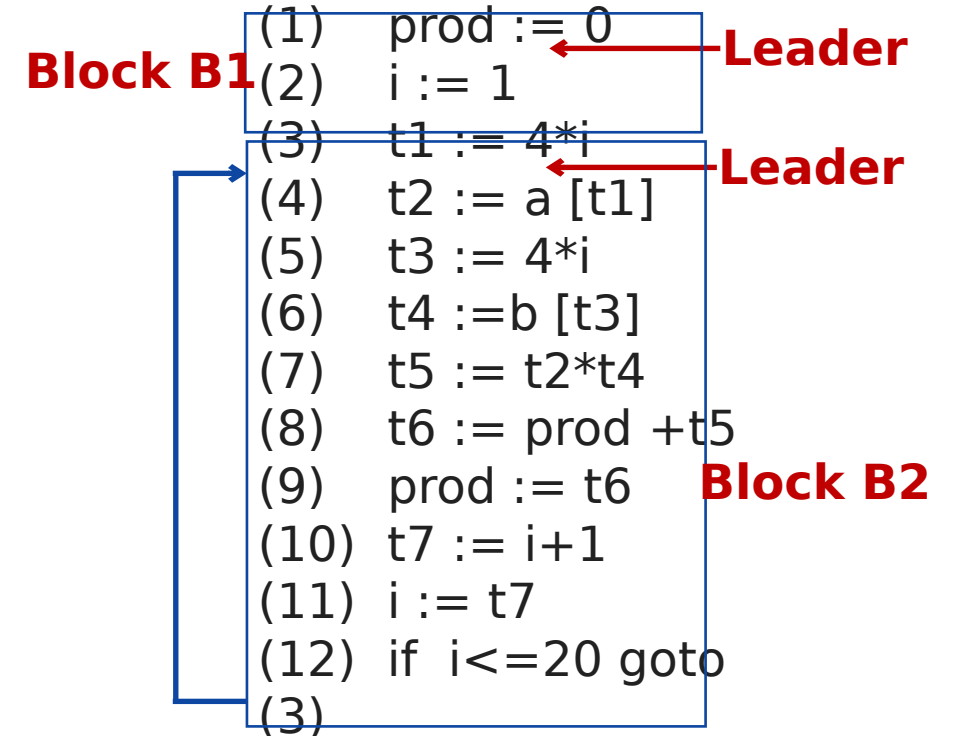 (1) prod := 0
Leader
Block B1
(2) i := 1
(3) t1 := 4*i
Leader
(4) t2 := a [t1]
(5) t3 := 4*i
(6) t4 :=b [t3]
(7) t5 := t2*t4
(8) t6 := prod +t5
(9) prod := t6
Block B2
(10) t7 := i+1
(11) i := t7
(12) if i<=20 goto
(3)